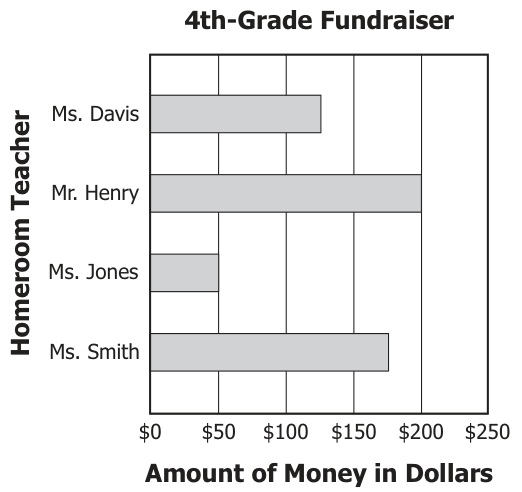 4th-Grade Fundraiser
Homeroom Teacher
Ms. Davis
Mr. Henry
Ms. Jones
Ms. Smith
$0 $50 $100 $150 $200 $250
Amount of Money in Dollars